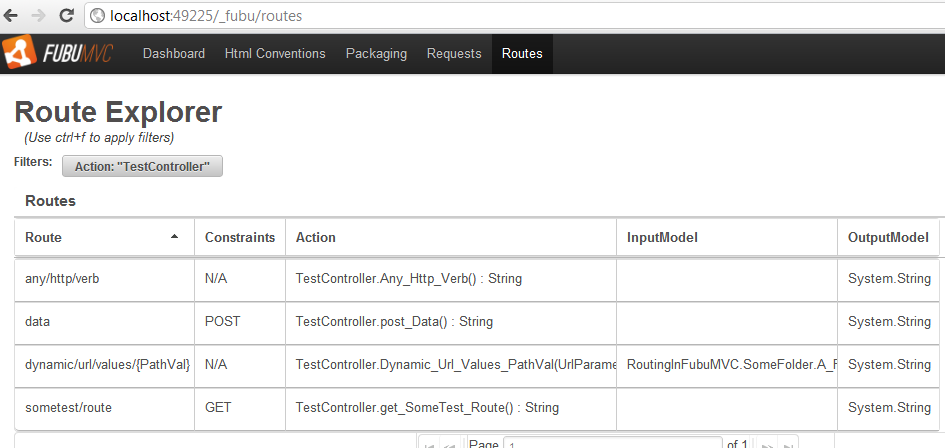 localhost:49225/_fubu/routes
FUBUMVC Dashboard Html Conventions Packaging Requests Routes
Route Explorer
(Use ctrl+f to apply filters)
Filters: Action: "TestController"
Routes
Route Constraints Action InputModel OutputModel
any/http/verb N/A TestController.Any_Http_Verb() : String System.String
data POST TestController.post_Data() : String System.String
dynamic/url/values/{PathVal} N/A TestController.Dynamic_Url_Values_PathVal(UrlParame RoutingInFubuMVC.SomeFolder.A_F System.String
sometest/route GET TestController.get_SomeTest_Route() : String System.String
Page 1 of 1